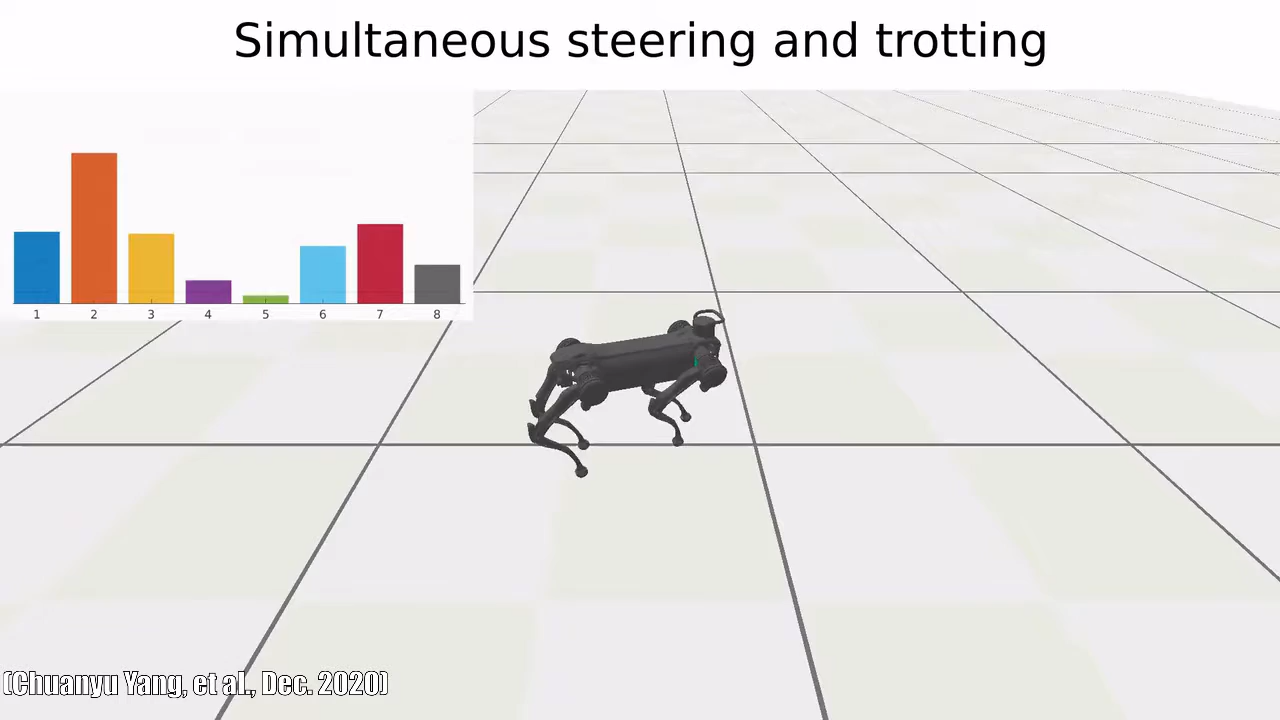 Simultaneous steering and trotting
1 2 3 4 5 6 7 8
(Chuanyu Yang, et al., Dec. 2020)